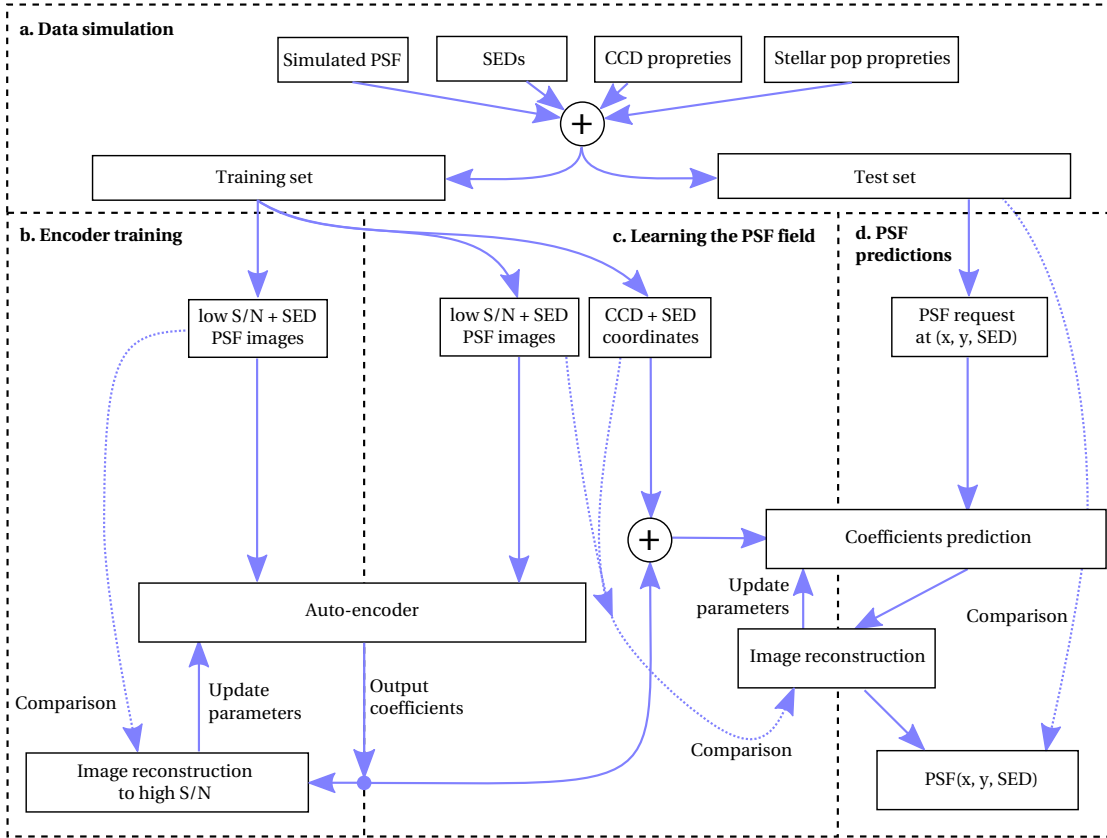 a. Data simulation
Simulated PSF
SEDs
CCD propreties
Stellar pop propreties
+
Training set
Test set
b. Encoder training
c. Learning the PSF field
d. PSF
predictions
low S/N + SED
PSF images
low S/N + SED
PSF images
CCD + SED
coordinates
PSF request
at (x, y, SED)
+
Coefficients prediction
Auto-encoder
Update
parameters
Comparison
Image reconstruction
Comparison
Update
parameters
Output
coefficients
Comparison
Image reconstruction
to high S/N
PSF(x, y, SED)